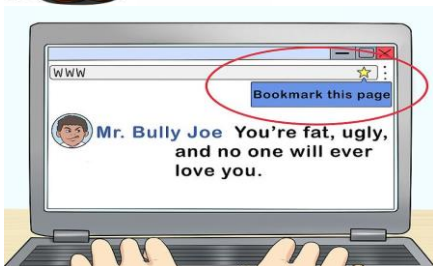 WWW
Bookmark this page
Mr. Bully Joe You're fat, ugly,
and no one will ever
love you.